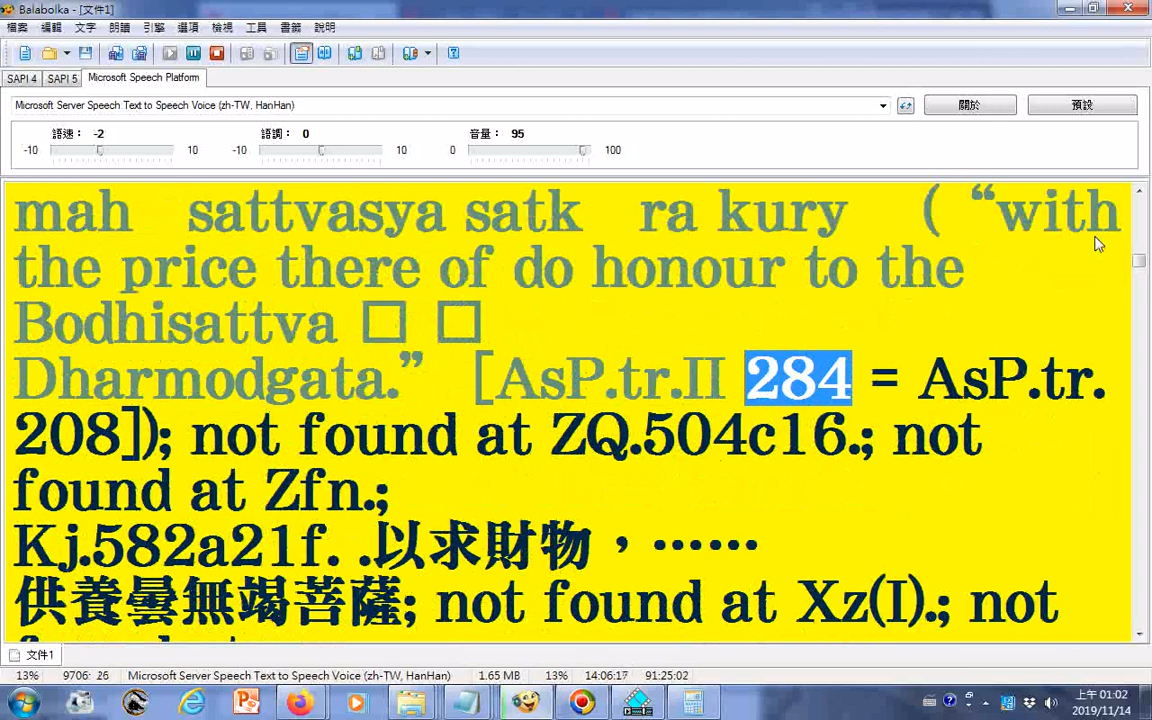 Balabolka - [文件1]
檔案 編輯 文字 朗讀 引擎 選項 檢視 工具 書籤 說明
SAPI 4 SAPI 5 Microsoft Speech Platform
Microsoft Server Speech Text to Speech Voice (zh-TW, HanHan) 關於 預設
語速： -2 語調： 0 音量： 95
-10 10 -10 10 0 100
mah sattvasya satk ra kury ( “with
the price there of do honour to the
Bodhisattva □ □
Dharmodgata.” [AsP.tr.II 284 = AsP.tr.
208]); not found at ZQ.504c16.; not
found at Zfn.;
Kj.582a21f. .以求財物，……
供養曇無竭菩薩; not found at Xz(I).; not
文件1
13% 9706: 26 Microsoft Server Speech Text to Speech Voice (zh-TW, HanHan) 1.65 MB 13% 14:06:17 91:25:02
上午 01:02
2019/11/14